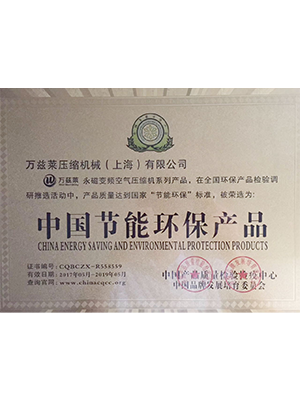 万兹莱压缩机械（上海）有限公司
万兹莱 永磁变频空气压缩机系列产品，在全国环保产品检验调
研推选活动中，产品质量达到国家“节能环保”标准，被荣选为：
中国节能环保产品
CHINA ENERGY SAVING AND ENVIRONMENTAL PROTECTION PRODUCTS
证书编号：CQBCZX-R558559
有效日期：2017年05月-2019年05月
查询官网：www.chinacqcc.org
中国产品质量检验检疫中心
中国品牌发展培育委员会